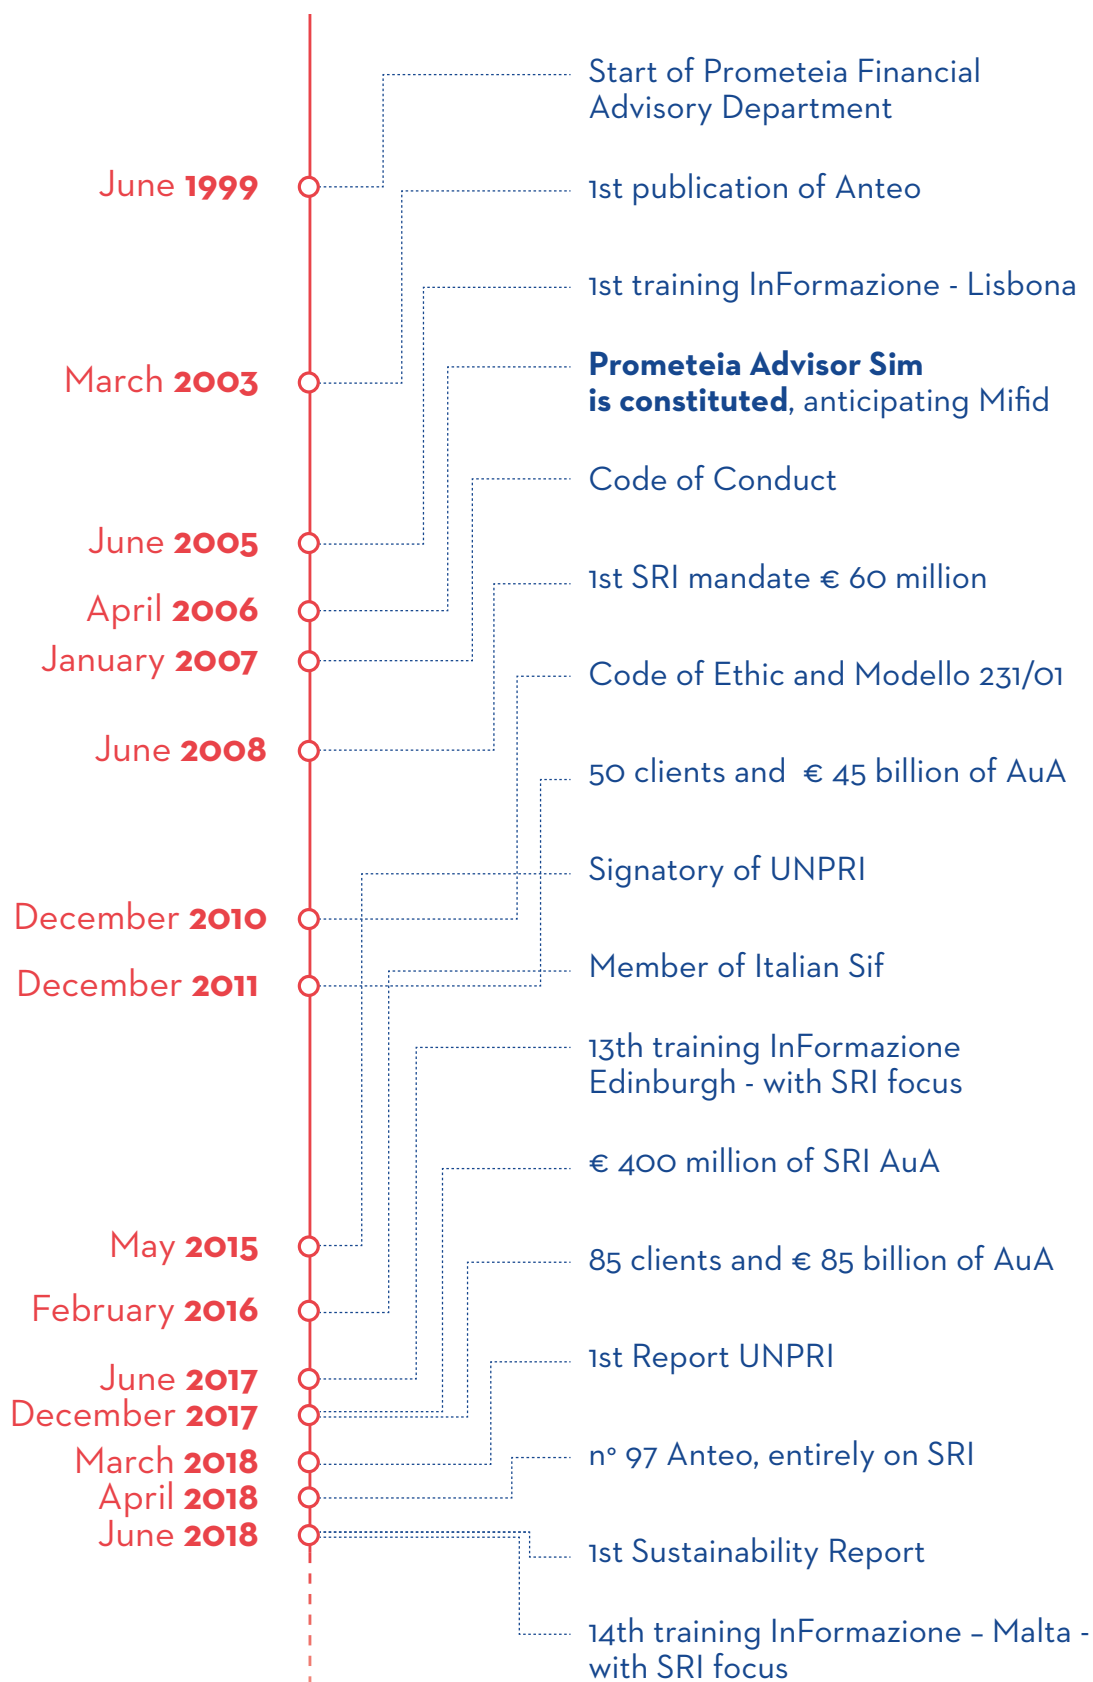 Start of Prometeia Financial
Advisory Department
June 1999
1st publication of Anteo
1st training InFormazione - Lisbona
Prometeia Advisor Sim
is constituted, anticipating Mifid
March 2003
Code of Conduct
June 2005
1st SRI mandate € 60 million
April 2006
January 2007
Code of Ethic and Modello 231/01
June 2008
50 clients and € 45 billion of AuA
Signatory of UNPRI
December 2010
Member of Italian Sif
December 2011
13th training InFormazione
Edinburgh - with SRI focus
€ 400 million of SRI AuA
May 2015
85 clients and € 85 billion of AuA
February 2016
1st Report UNPRI
June 2017
December 2017
n° 97 Anteo, entirely on SRI
March 2018
April 2018
June 2018
1st Sustainability Report
14th training InFormazione – Malta -
with SRI focus